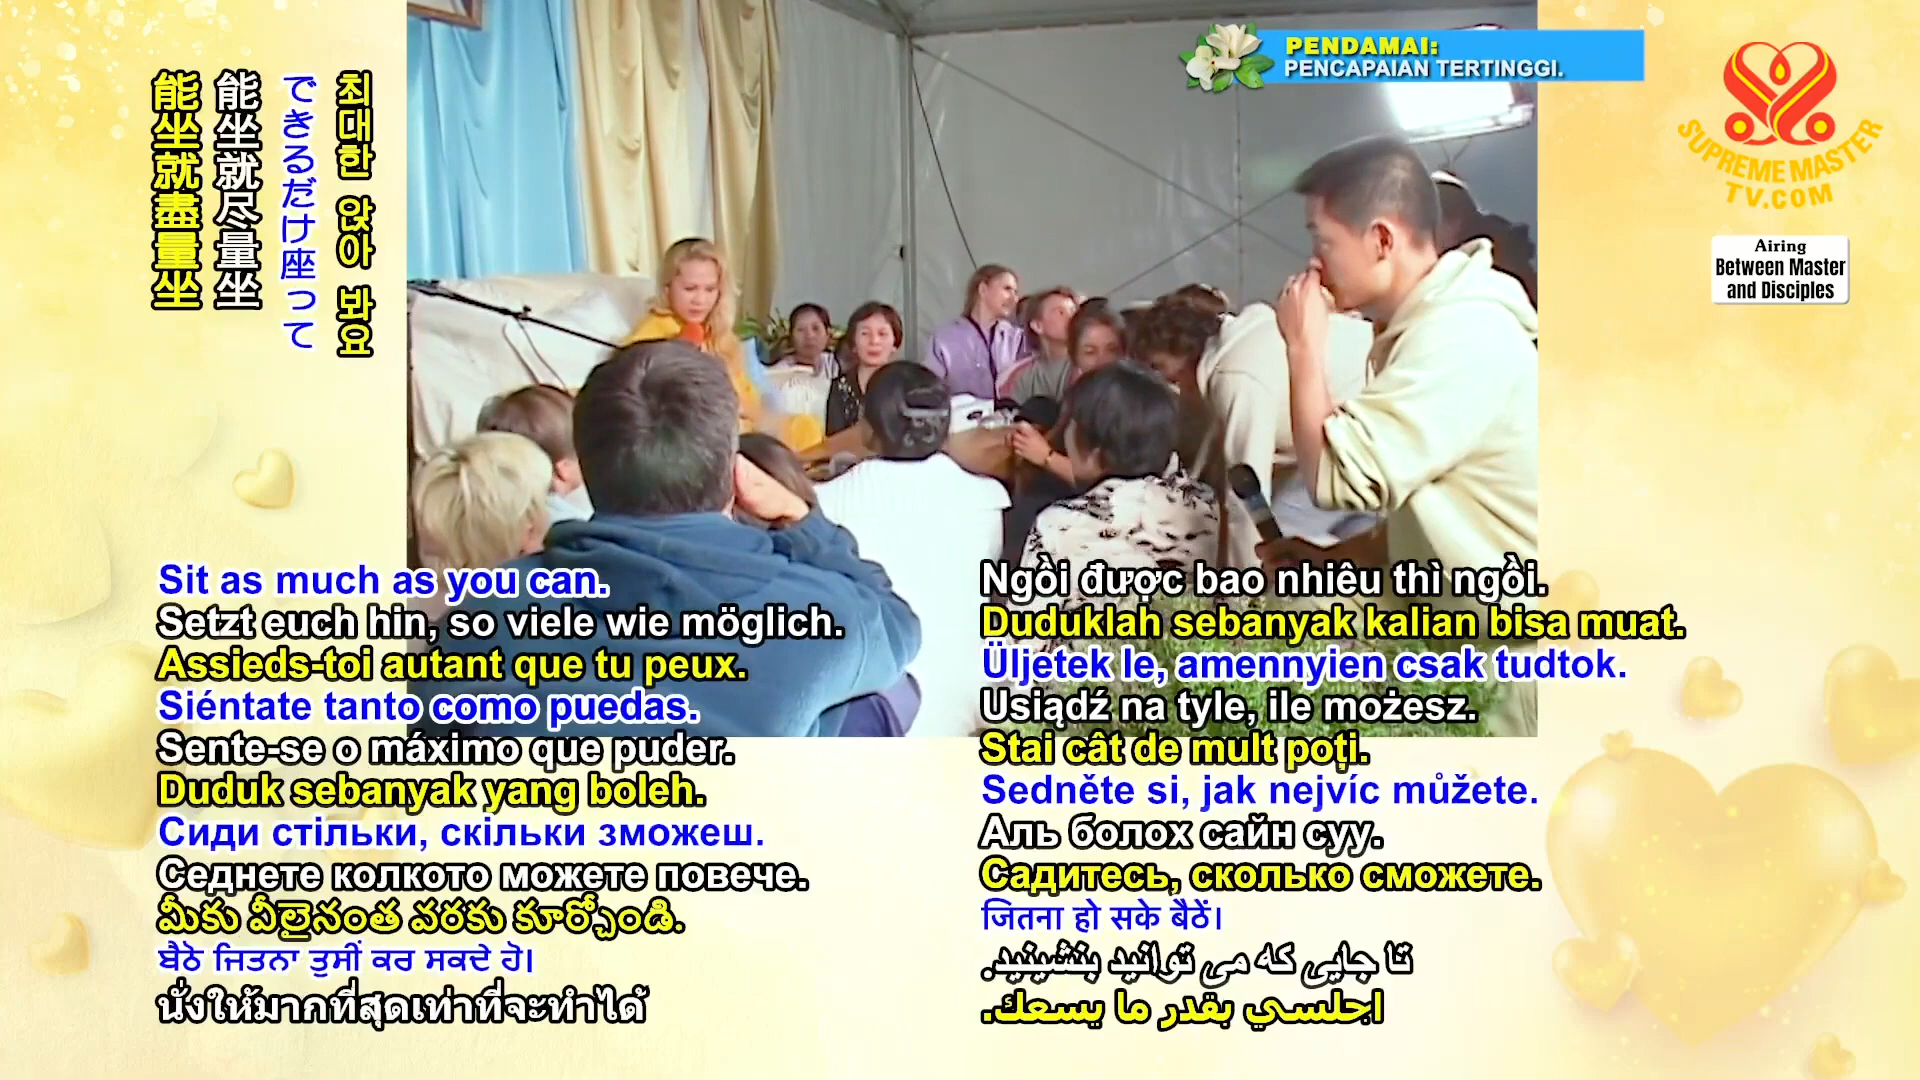 PENDAMAI:
PENCAPAIAN TERTINGGI.
SUPREME MASTER
TV.COM
Airing
Between Master
and Disciples
최대한 앉아 봐요
できるだけ座って
能坐就尽量坐
能坐就盡量坐
Sit as much as you can.
Setzt euch hin, so viele wie möglich.
Assieds-toi autant que tu peux.
Siéntate tanto como puedas.
Sente-se o máximo que puder.
Duduk sebanyak yang boleh.
Сиди стільки, скільки зможеш.
Седнете колкото можете повече.
మీకు వీలైనంత వరకు కూర్చోండి.
ਬੈਠੋ ਜਿਤਨਾ ਤੁਸੀਂ ਕਰ ਸਕਦੇ ਹੋ।
นั่งให้มากที่สุดเท่าที่จะทำได้
Ngồi được bao nhiêu thì ngồi.
Duduklah sebanyak kalian bisa muat.
Üljetek le, amennyien csak tudtok.
Usiądź na tyle, ile możesz.
Stai cât de mult poți.
Sedněte si, jak nejvíc můžete.
Аль болох сайн суу.
Садитесь, сколько сможете.
जितना हो सके बैठें।
تا جایی که می توانید بنشینید.
اجلسي بقدر ما يسعك.